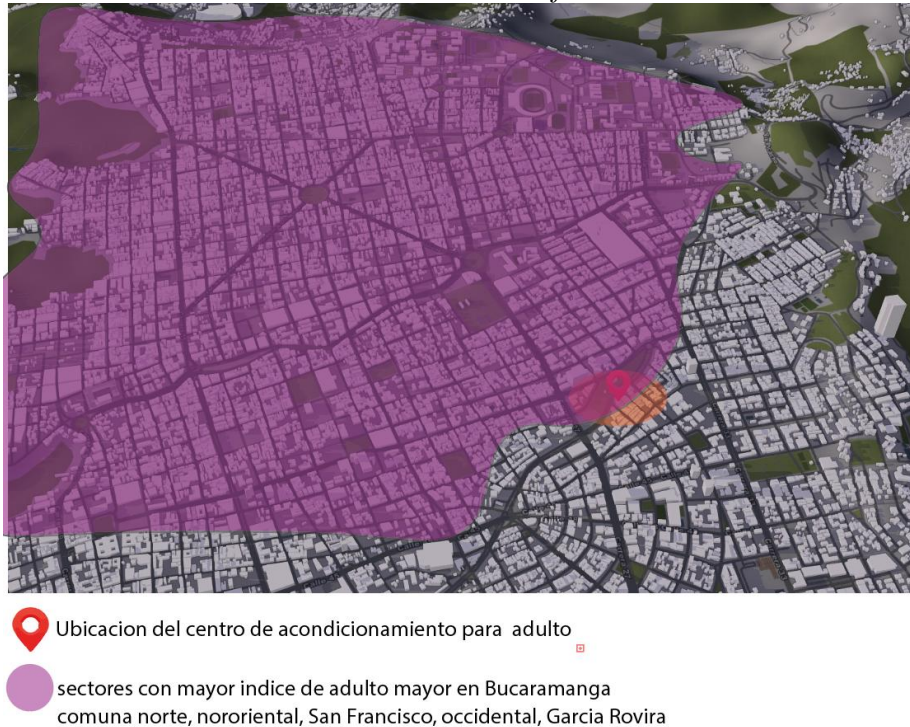 Ubicacion del centro de acondicionamiento para adulto
sectores con mayor indice de adulto mayor en Bucaramanga
comuna norte, nororiental, San Francisco, occidental, Garcia Rovira